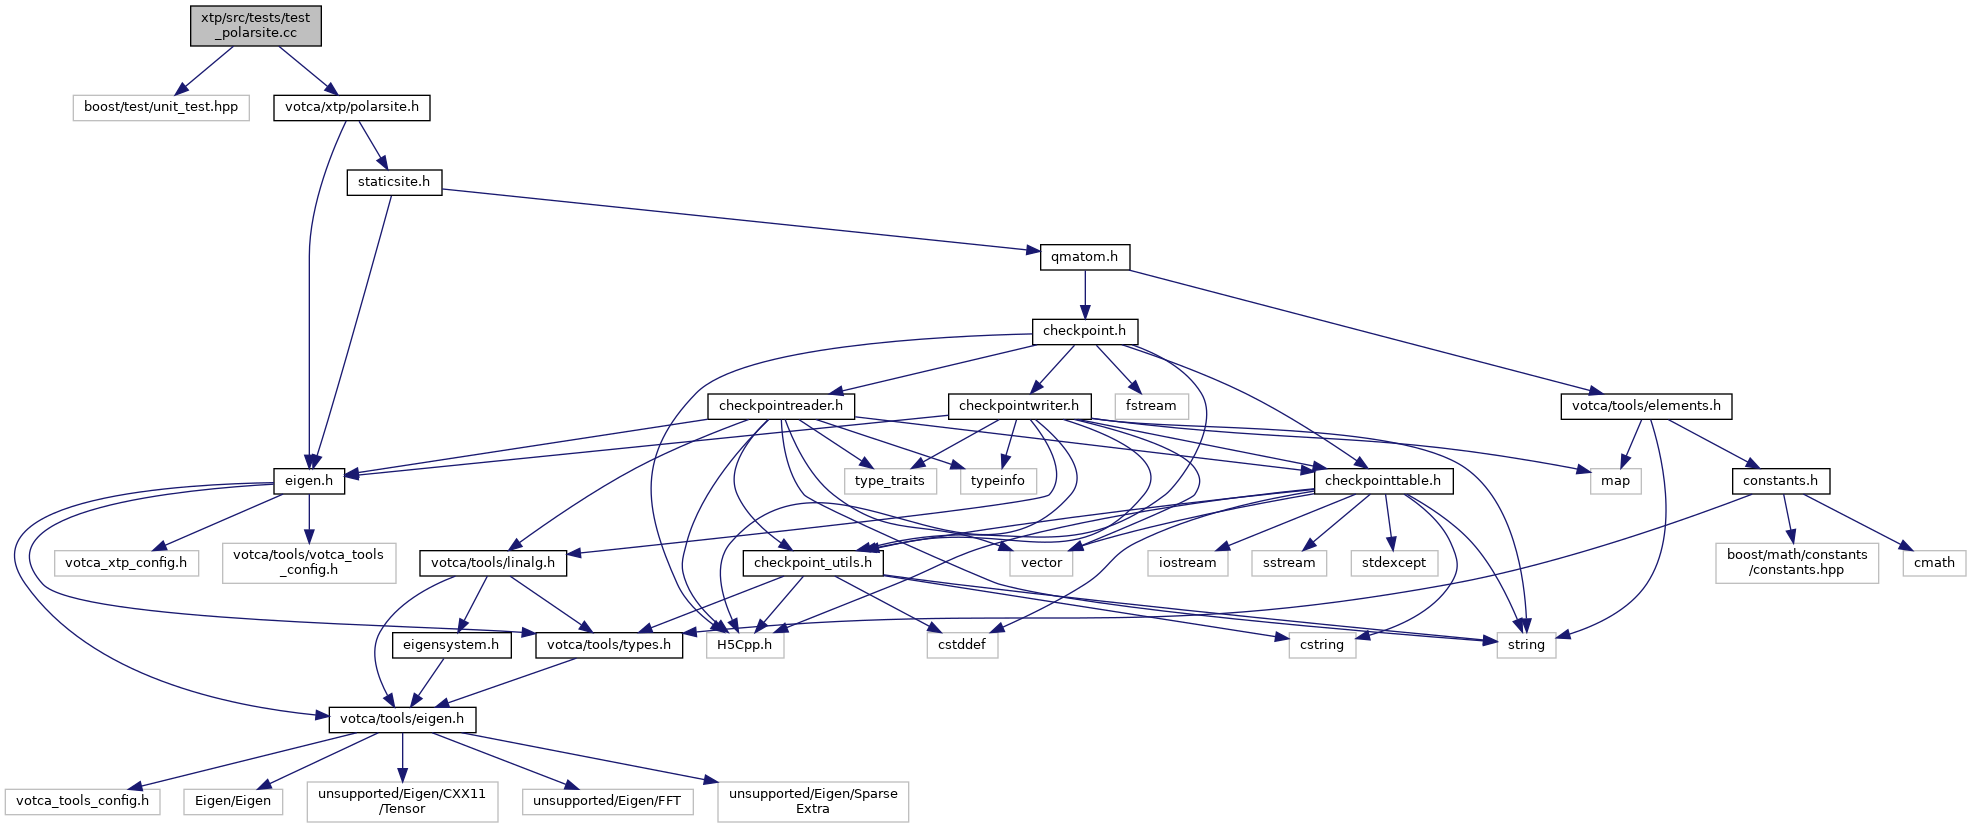 xtp/src/tests/test
_polarsite.cc
boost/test/unit_test.hpp
votca/xtp/polarsite.h
staticsite.h
qmatom.h
checkpoint.h
checkpointreader.h
checkpointwriter.h
fstream
votca/tools/elements.h
eigen.h
type_traits
typeinfo
checkpointtable.h
map
constants.h
votca_xtp_config.h
votca/tools/votca_tools
_config.h
votca/tools/linalg.h
checkpoint_utils.h
vector
iostream
sstream
stdexcept
boost/math/constants
/constants.hpp
cmath
eigensystem.h
votca/tools/types.h
H5Cpp.h
cstddef
cstring
string
votca/tools/eigen.h
votca_tools_config.h
Eigen/Eigen
unsupported/Eigen/CXX11
/Tensor
unsupported/Eigen/FFT
unsupported/Eigen/Sparse
Extra